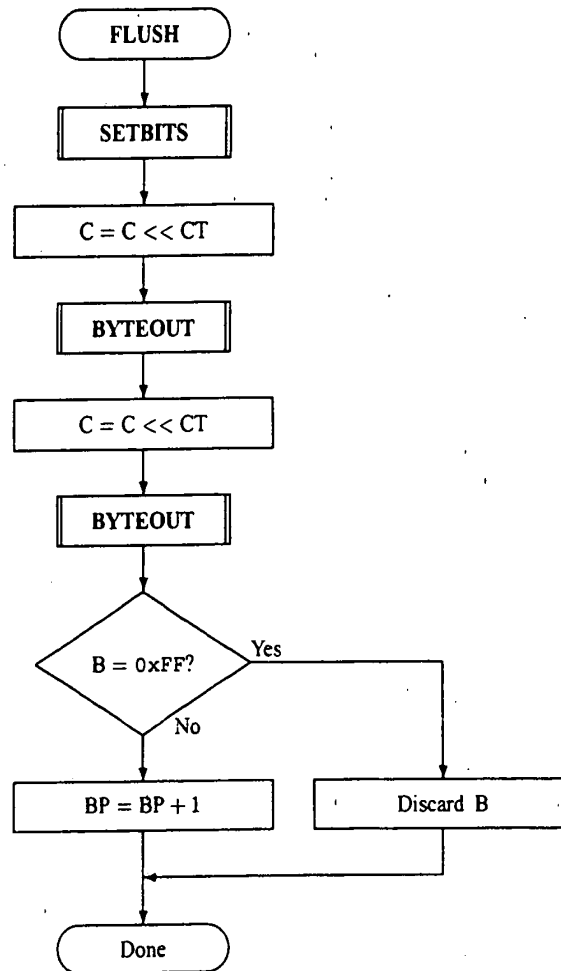 FLUSH
SETBITS
C = C << CT
BYTEOUT
C = C << CT
BYTEOUT
B = 0xFF?
Yes
No
BP = BP + 1
Discard B
Done